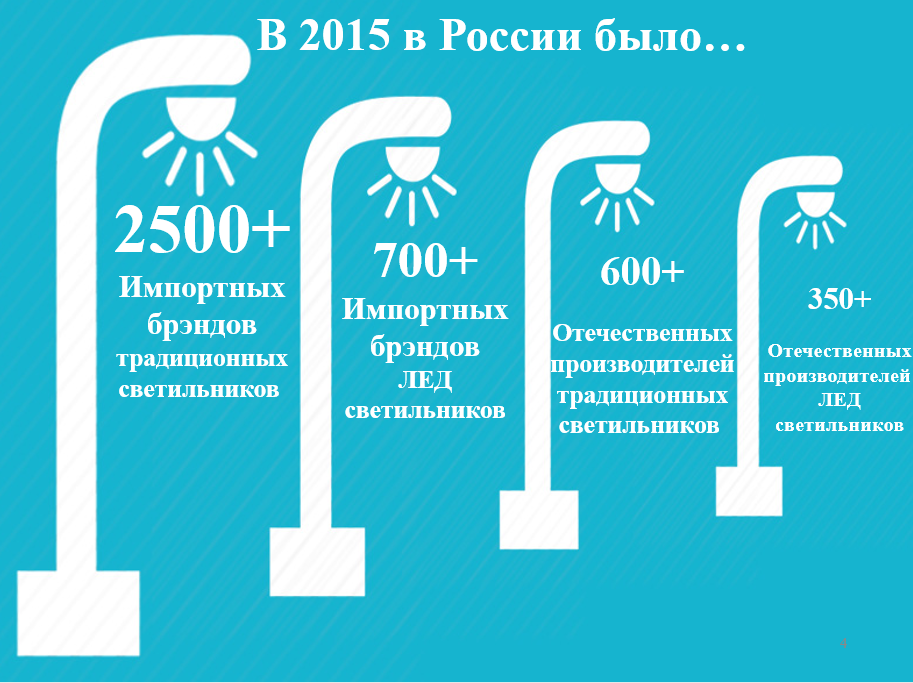 В 2015 в России было...
2500+
Импортных
брэндов
традиционных
светильников
700+
Импортных
брэндов
ЛЕД
светильников
600+
Отечественных
производителей
традиционных
светильников
350+
Отечественных
производителей
ЛЕД
светильников